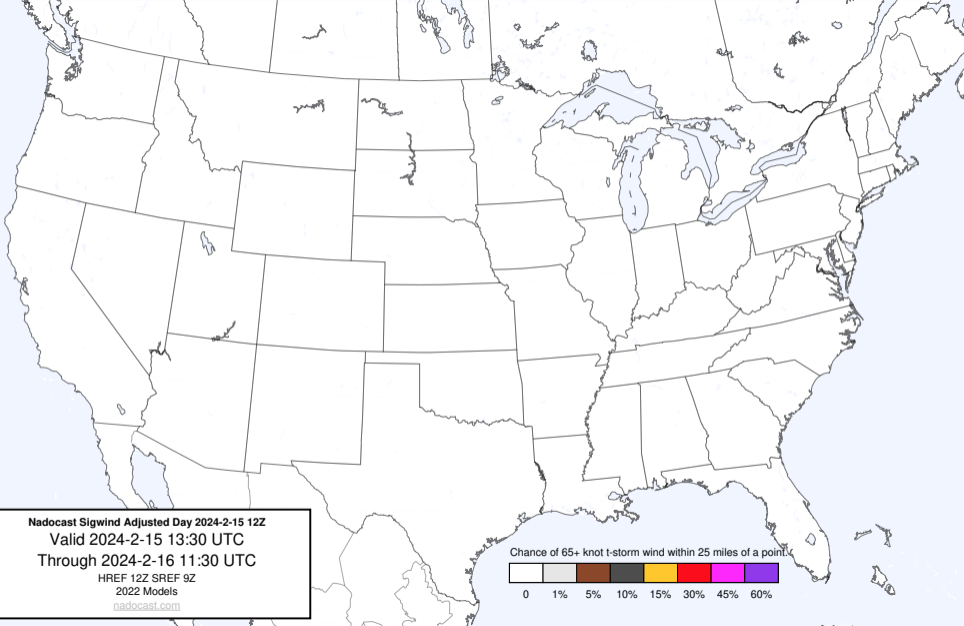 Nadocast Sigwind Adjusted Day 2024-2-15 12Z
Valid 2024-2-15 13:30 UTC
Through 2024-2-16 11:30 UTC
HREF 12Z SREF 9Z
2022 Models
nadocast.com
Chance of 65+ knot t-storm wind within 25 miles of a point.
0 1% 5% 10% 15% 30% 45% 60%